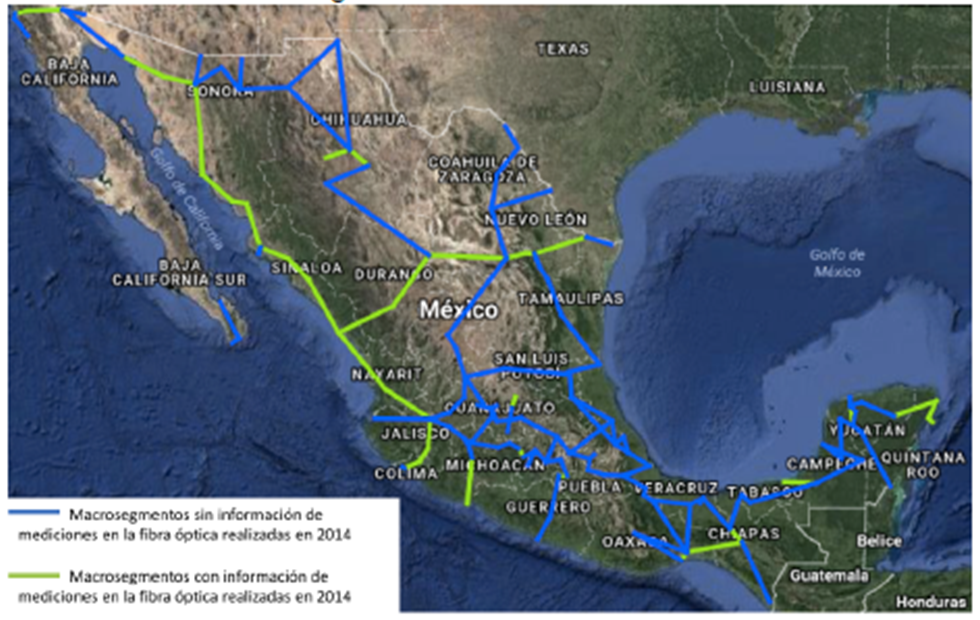 TEXAS
LUISIANA
BAJA
CALIFORNIA
SONORA
CHIHUAHUA
COAHUILA DE
ZARAGOZA
NUEVO LEÓN
Golfo de California
Golfo de
México
BAJA
CALIFORNIA SUR
SINALOA
DURANGO
México
TAMAULIPAS
SAN LUIS
POTOSÍ
NAYARIT
GUANAJUATO
JALISCO
YUCATÁN
COLIMA
MICHOACÁN
CAMPECHE
QUINTANA
ROO
PUEBLA
VERACRUZ
TABASCO
GUERRERO
OAXACA
CHIAPAS
Belice
Guatemala
Honduras
Macrosegmentos sin información de
mediciones en la fibra óptica realizadas en 2014
Macrosegmentos con información de
mediciones en la fibra óptica realizadas en 2014